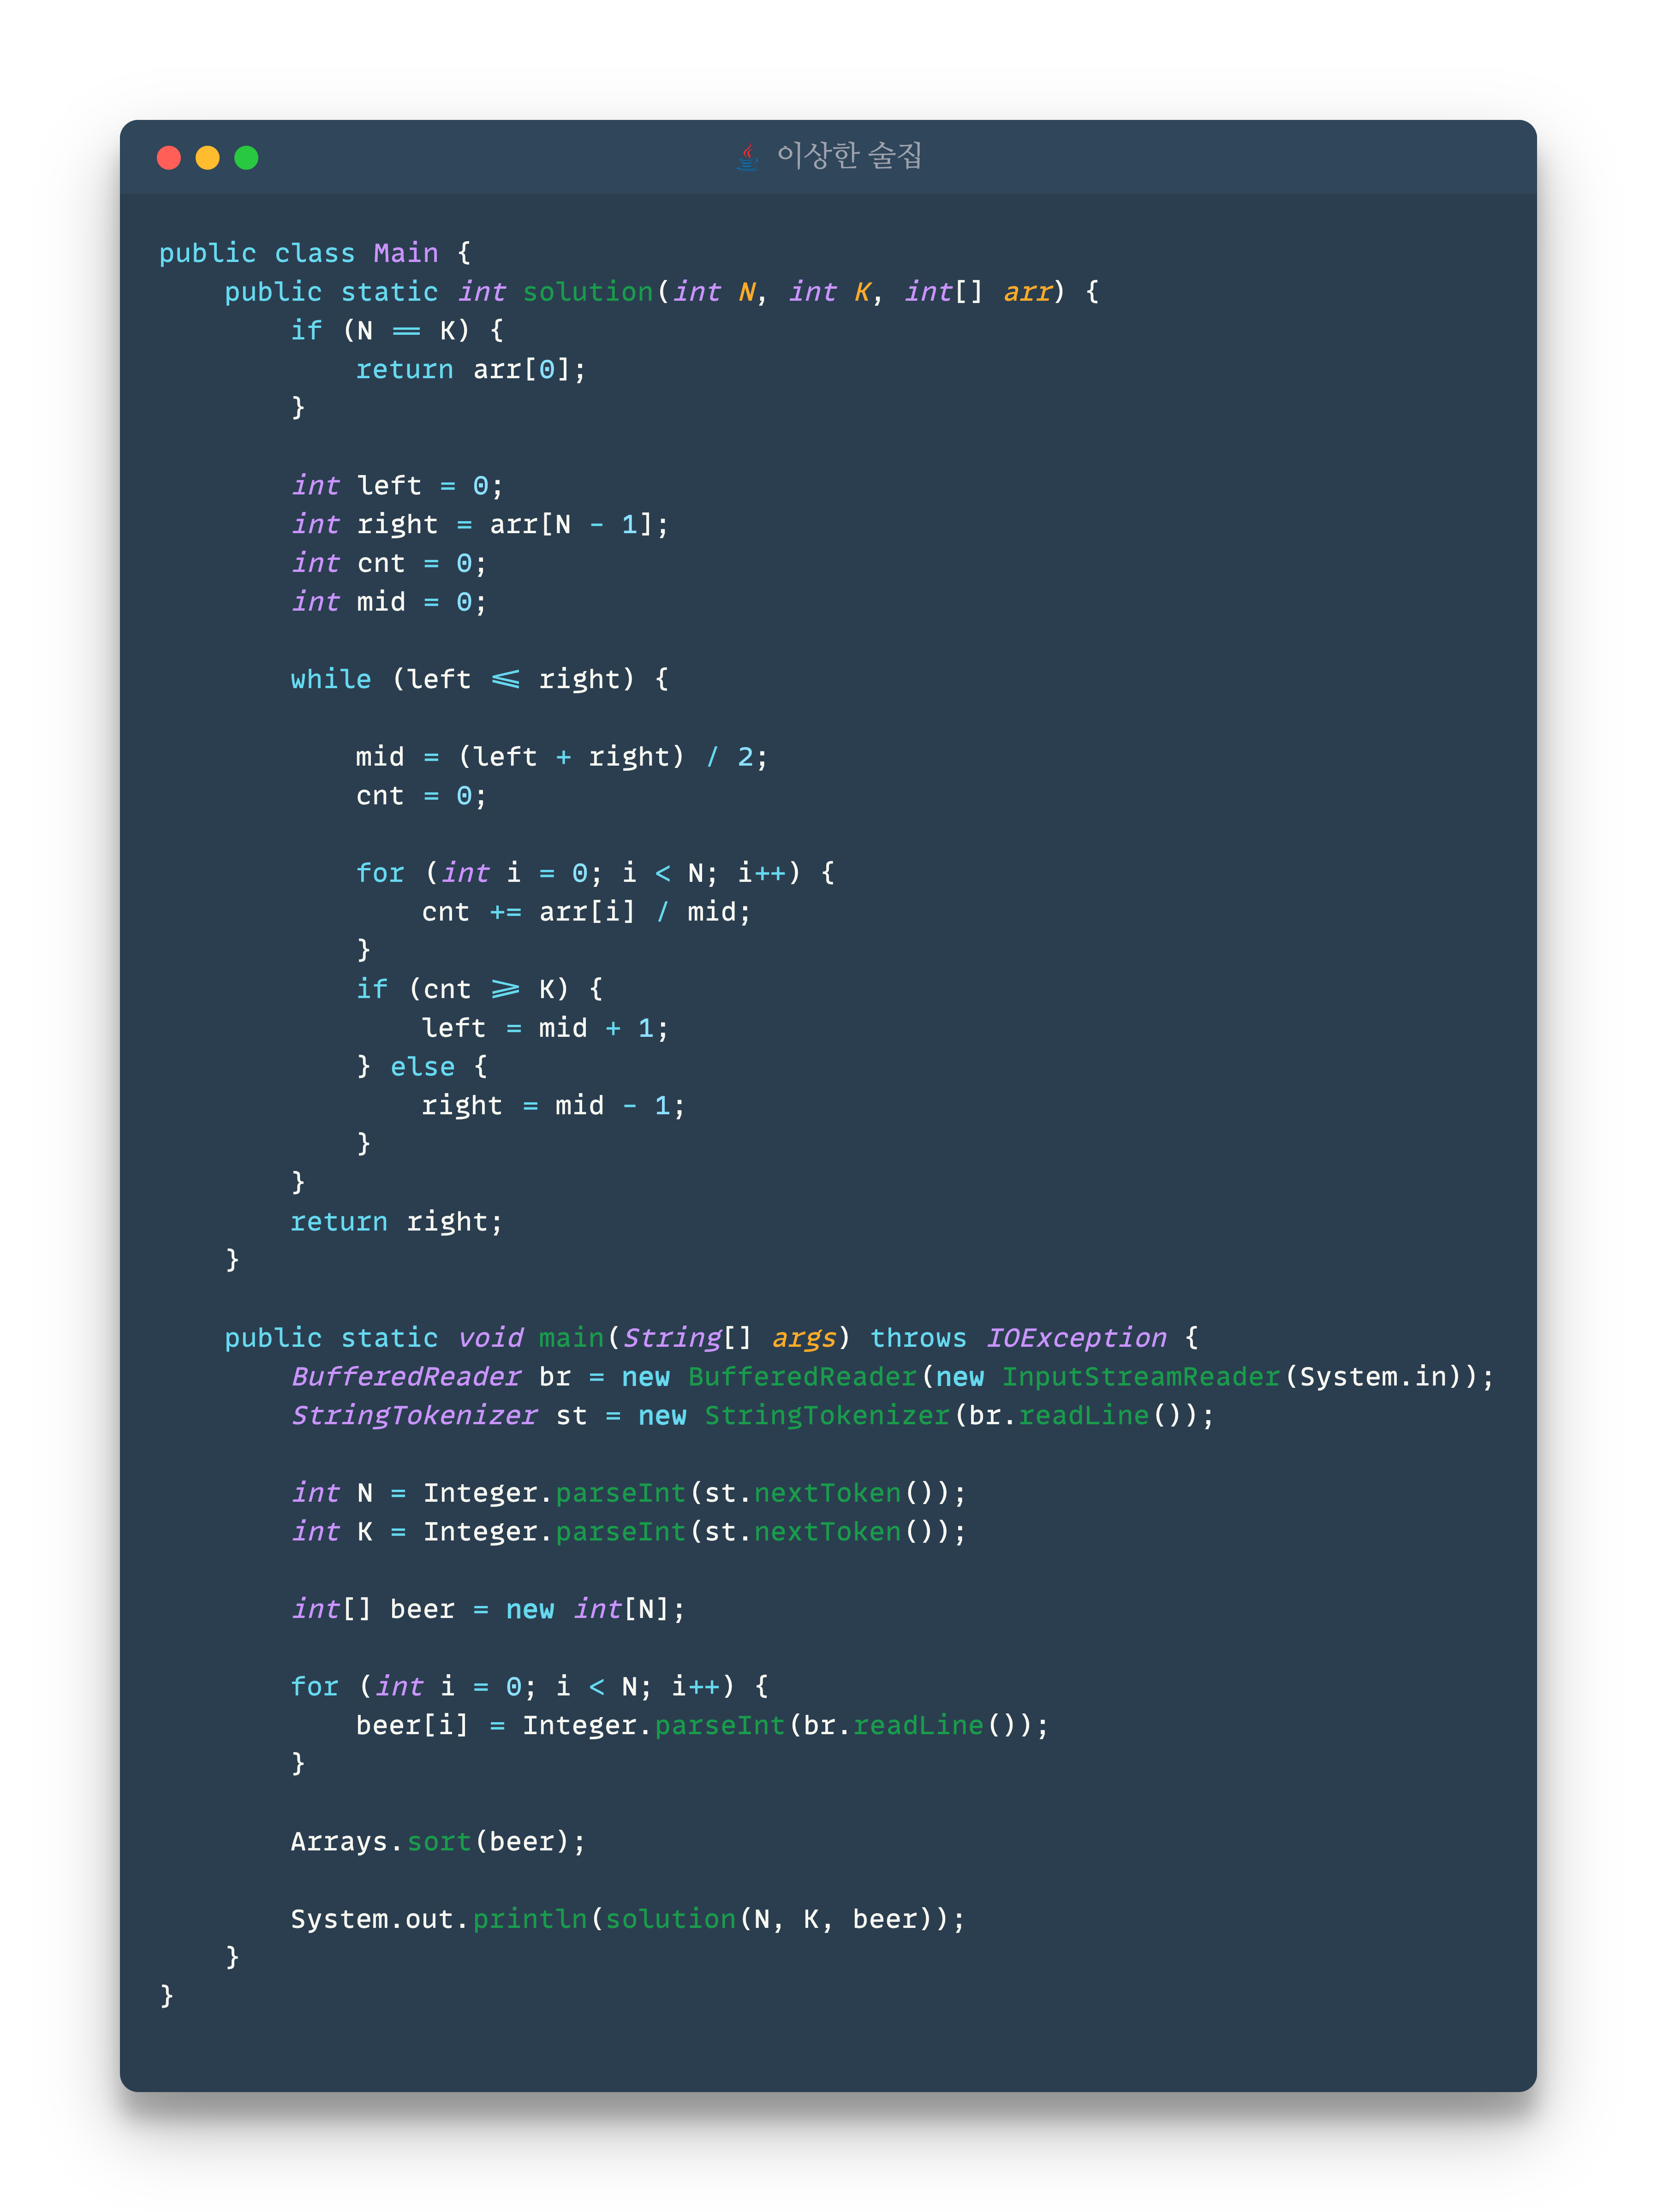 이상한 술집
public class Main {
    public static int solution(int N, int K, int[] arr) {
        if (N == K) {
            return arr[0];
        }

        int left = 0;
        int right = arr[N - 1];
        int cnt = 0;
        int mid = 0;

        while (left <= right) {

            mid = (left + right) / 2;
            cnt = 0;

            for (int i = 0; i < N; i++) {
                cnt += arr[i] / mid;
            }
            if (cnt >= K) {
                left = mid + 1;
            } else {
                right = mid - 1;
            }
        }
        return right;
    }

    public static void main(String[] args) throws IOException {
        BufferedReader br = new BufferedReader(new InputStreamReader(System.in));
        StringTokenizer st = new StringTokenizer(br.readLine());

        int N = Integer.parseInt(st.nextToken());
        int K = Integer.parseInt(st.nextToken());

        int[] beer = new int[N];

        for (int i = 0; i < N; i++) {
            beer[i] = Integer.parseInt(br.readLine());
        }

        Arrays.sort(beer);

        System.out.println(solution(N, K, beer));
    }
}